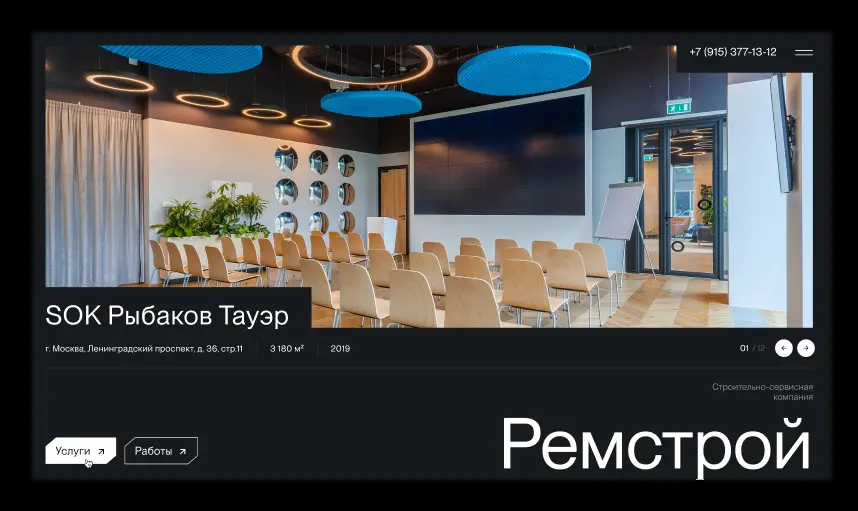 +7 (915) 377-13-12
SOK Рыбаков Тауэр
г. Москва, Ленинградский проспект, д. 36, стр.11
3 180 м²
2019
01 / 12
Строительно-сервисная
компания
Услуги
Работы
Ремстрой